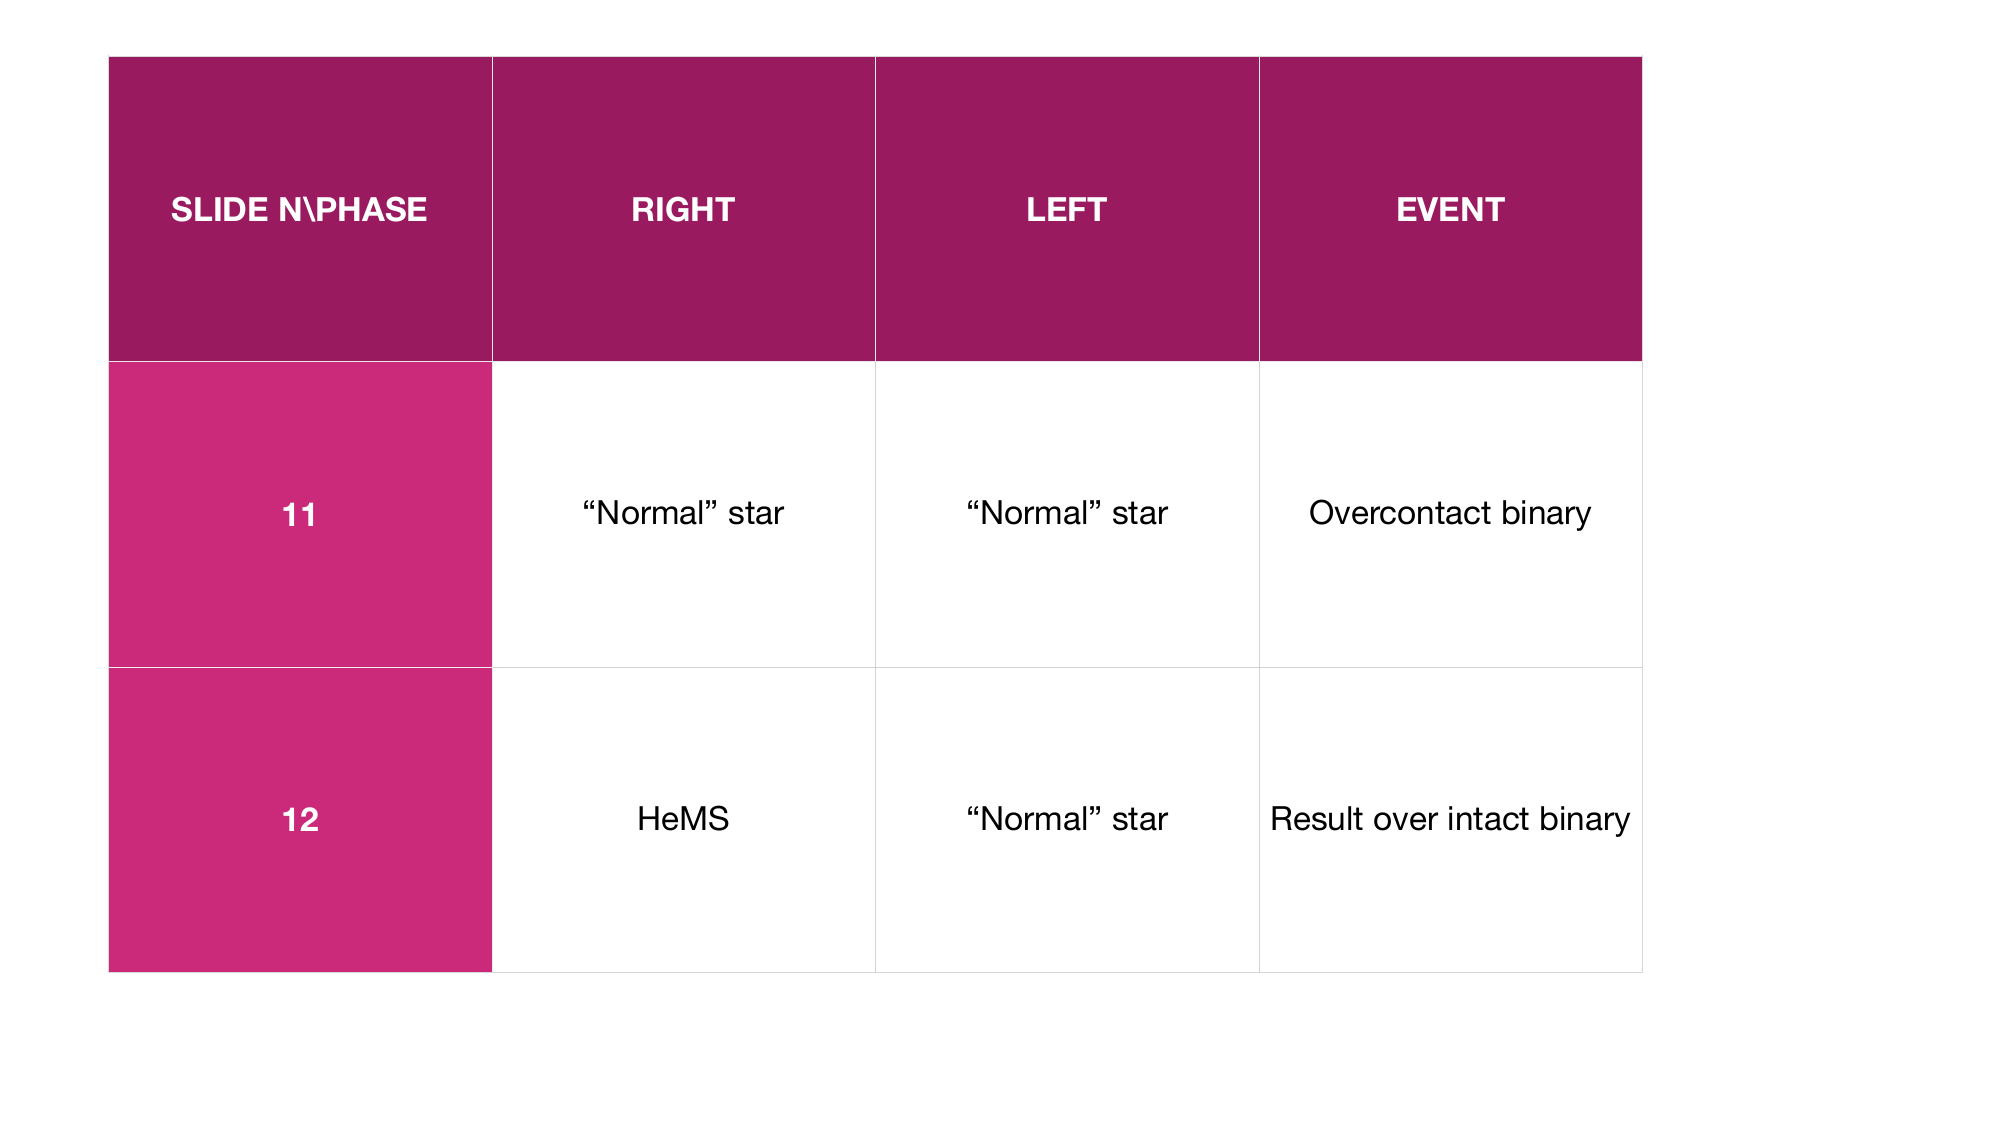 SLIDE N\PHASE RIGHT LEFT EVENT
11 “Normal” star “Normal” star Overcontact binary
12 HeMS “Normal” star Result over intact binary